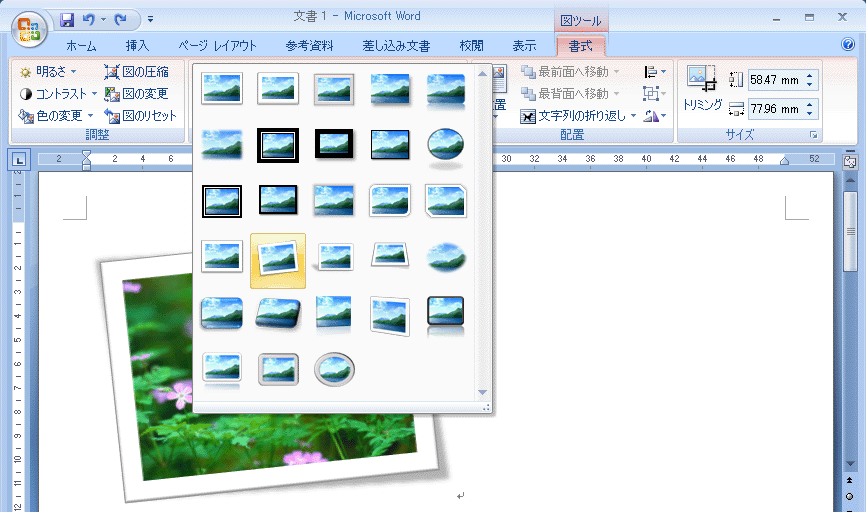 文書 1 - Microsoft Word
図ツール
ホーム 挿入 ページ レイアウト 参考資料 差し込み文書 校閲 表示 書式
明るさ 図の圧縮 最前面へ移動
コントラスト 図の変更 置 最背面へ移動 トリミング 58.47 mm
色の変更 図のリセット 文字列の折り返し 77.96 mm
調整 配置 サイズ
2 2 4 6 30 32 34 36 38 40 42 44 46 48 52